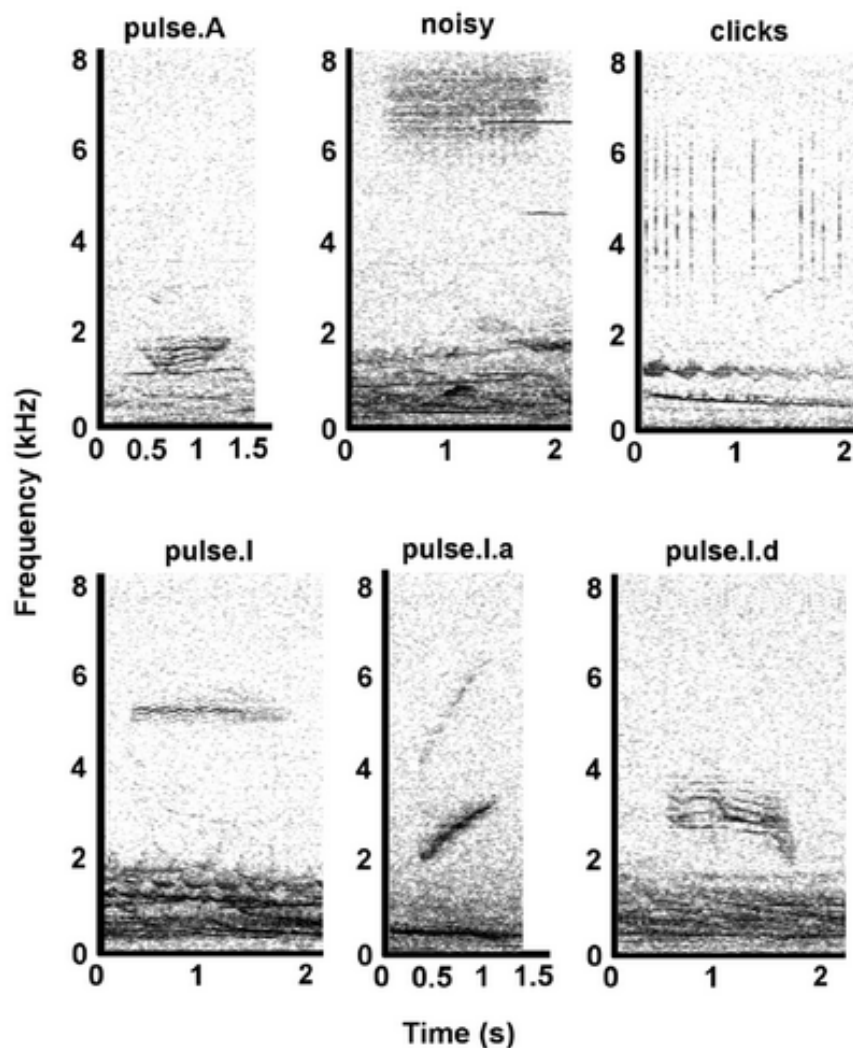 pulse.A noisy clicks
8 8 8
6 6 6
4 4 4
2 2 2
0 0 0
0 0.5 1 1.5 0 1 2 0 1 2
Frequency (kHz)
pulse.I pulse.I.a pulse.I.d
8 8 8
6 6 6
4 4 4
2 2 2
0 0 0
0 1 2 0 0.5 1 1.5 0 1 2
Time (s)